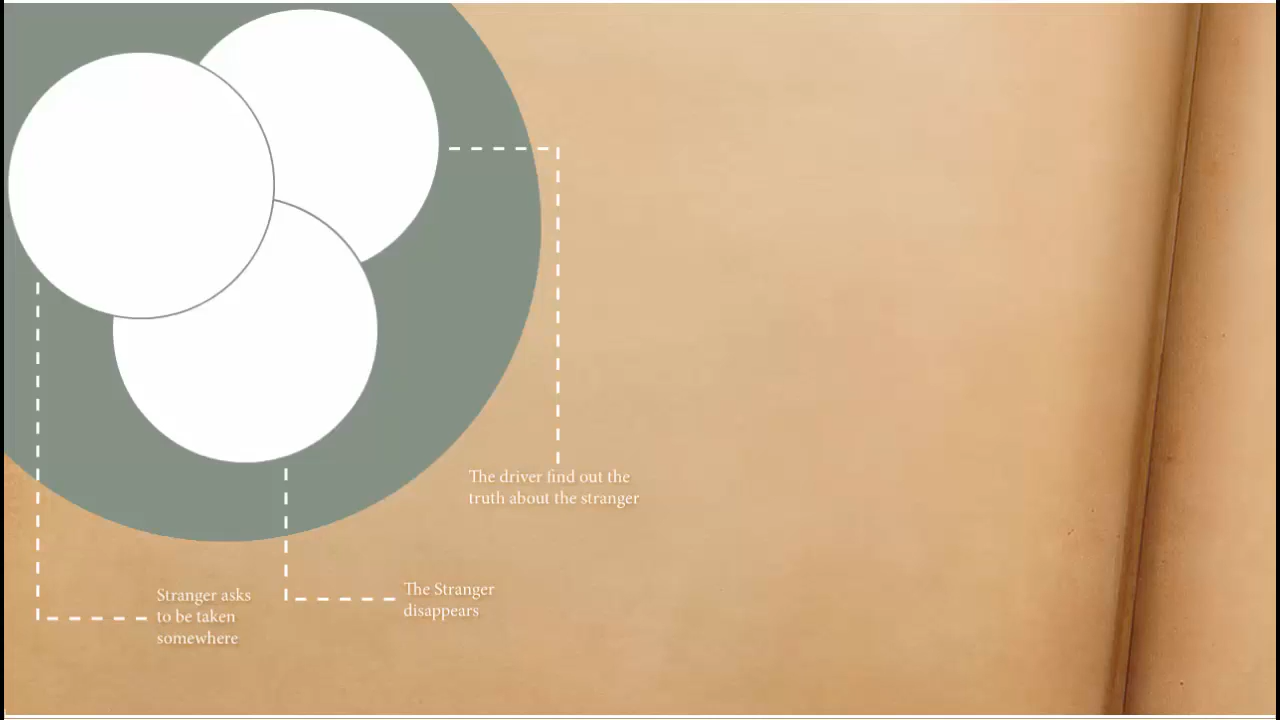 The driver find out the
truth about the stranger
Stranger asks
to be taken
somewhere
The Stranger
disappears